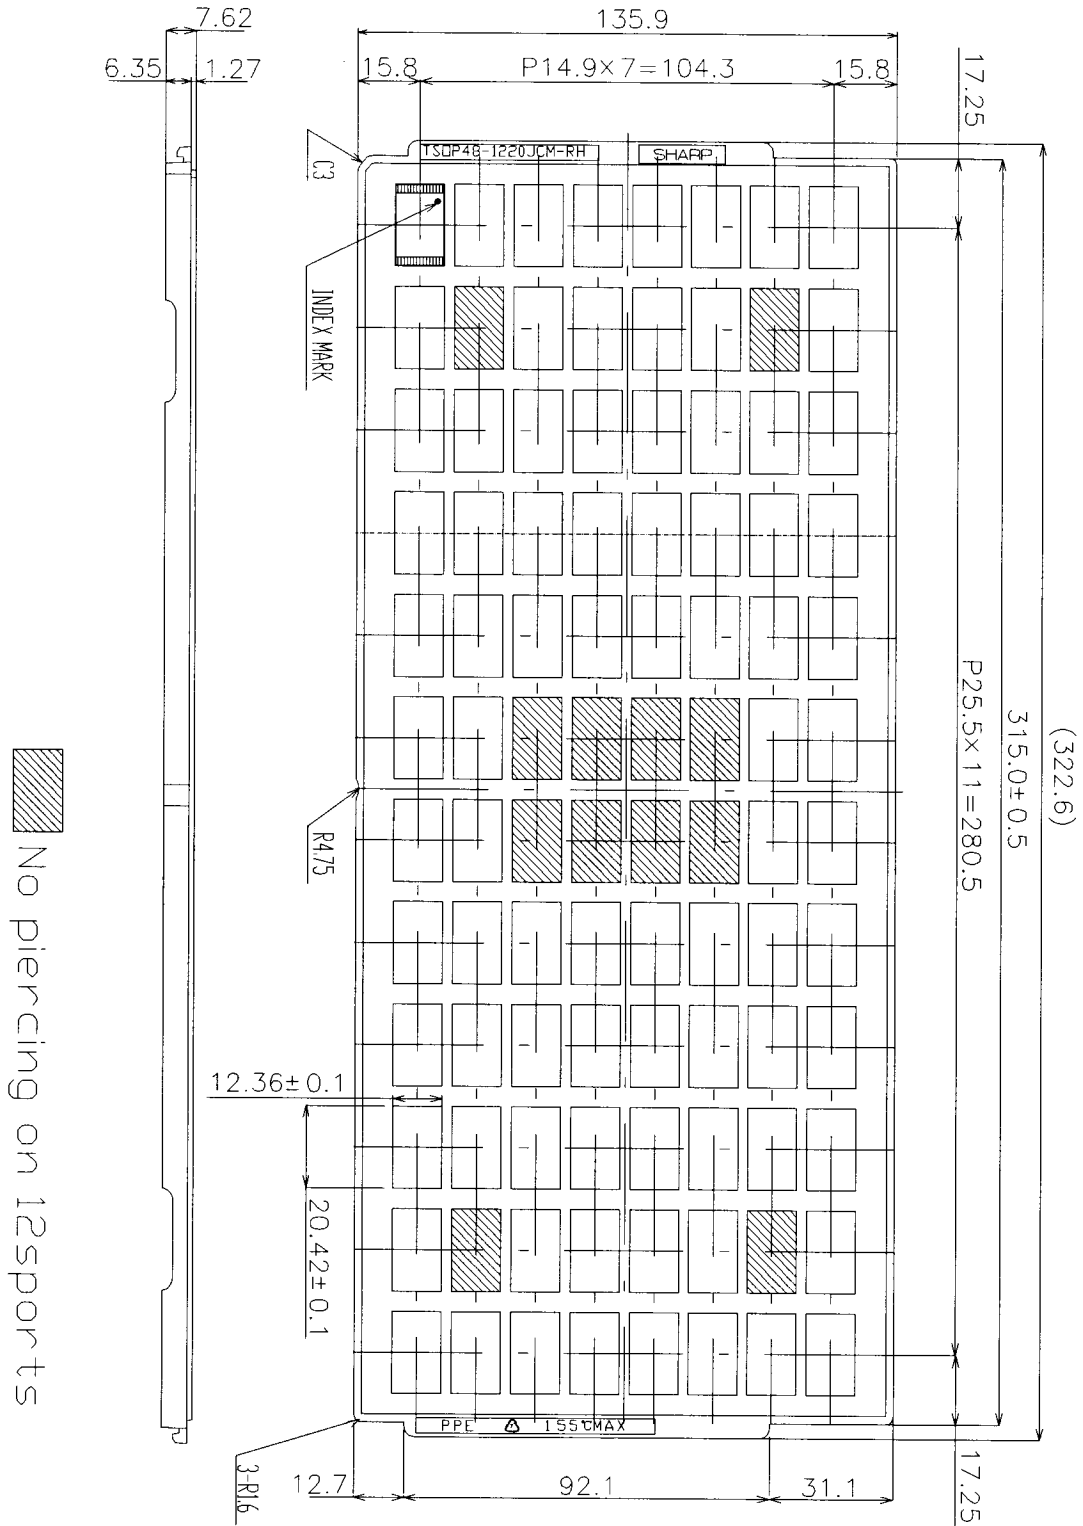 7.62
6.35
1.27
135.9
15.8
P14.9×7=104.3
15.8
17.25
C3
TSOP48-1220JCM-RH
SHARP
INDEX MARK
(322.6)
315.0±0.5
P25.5×11=280.5
R4.75
12.36±0.1
20.42±0.1
PPE
155℃MAX
3-R1.6
12.7
92.1
31.1
17.25
No piercing on 12sports